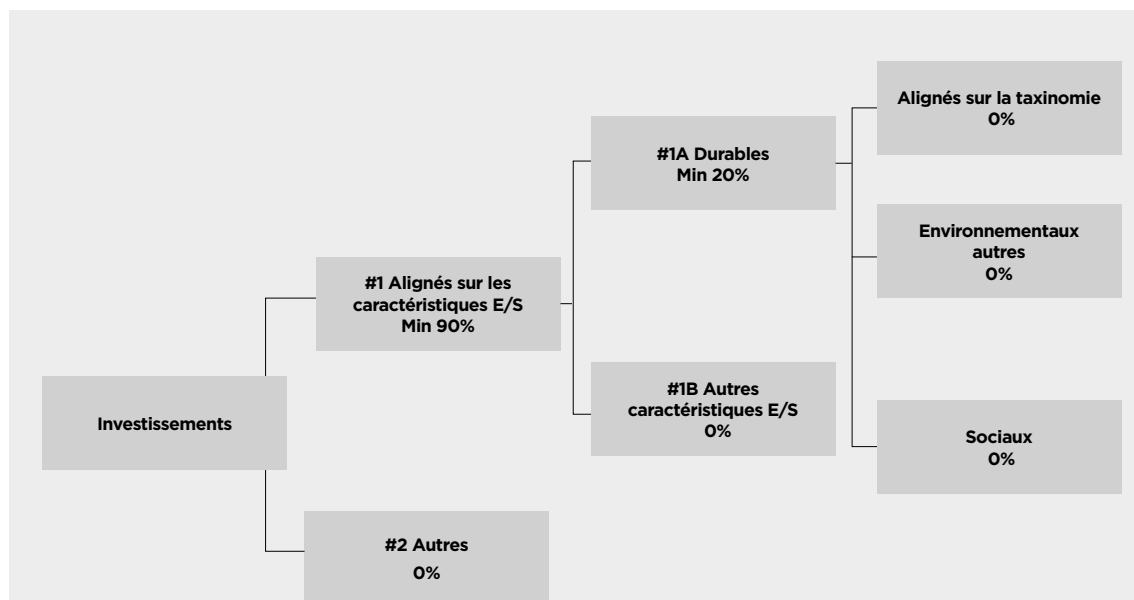 Alignés sur la taxinomie
0%
#1A Durables
Min 20%
Environnementaux
autres
0%
#1 Alignés sur les
caractéristiques E/S
Min 90%
#1B Autres
caractéristiques E/S
0%
Investissements
Sociaux
0%
#2 Autres
0%